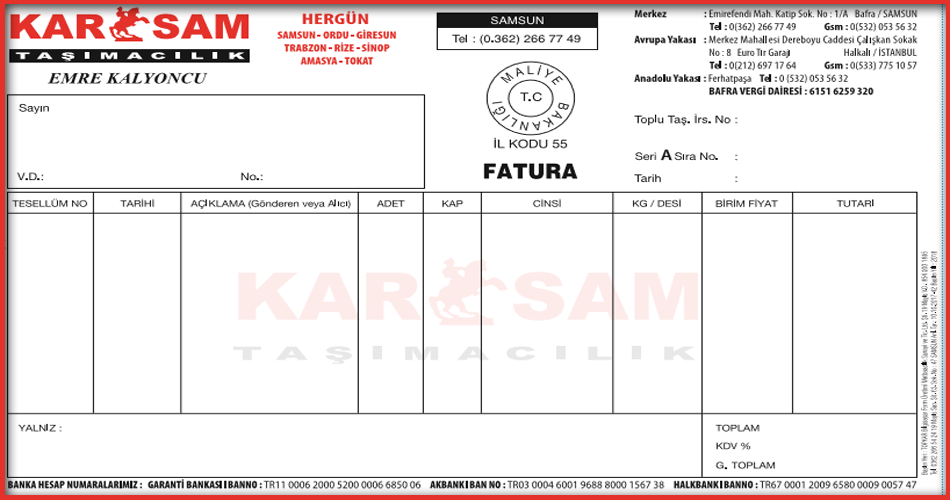 KAR SAM
TAŞIMACILIK
EMRE KALYONCU
HERGÜN
SAMSUN - ORDU - GİRESUN
TRABZON - RİZE - SİNOP
AMASYA - TOKAT
SAMSUN
Tel : (0.362) 266 77 49
Merkez : Emirefendi Mah. Katip Sok. No : 1/A Bafra / SAMSUN
Tel : 0(362) 266 77 49 Gsm : 0(532) 053 56 32
Avrupa Yakası : Merkez Mahallesi Dereboyu Caddesi Çalışkan Sokak
No : 8 Euro Tır Garajı Halkalı / İSTANBUL
Tel : 0(212) 697 17 64 Gsm : 0(533) 775 10 57
Anadolu Yakası : Ferhatpaşa Tel : 0 (532) 053 56 32
BAFRA VERGİ DAİRESİ : 6151 6259 320
MALİYE BAKANLIĞI
T.C
İL KODU 55
FATURA
Toplu Taş. İrs. No :
Seri A Sıra No. :
Tarih :
Sayın
V.D.: No.:
TESELLÜM NO TARİHİ AÇIKLAMA (Gönderen veya Alıcı) ADET KAP CİNSİ KG / DESİ BİRİM FİYAT TUTARI
KAR SAM
TAŞIMACILIK
YALNIZ :
TOPLAM
KDV %
G. TOPLAM
BANKA HESAP NUMARALARIMIZ : GARANTİ BANKASI IBANNO : TR11 0006 2000 5200 0006 6850 06 AKBANK IBAN NO : TR03 0004 6001 9688 8000 1567 38 HALKBANK IBANNO : TR67 0001 2009 6580 0009 0057 47